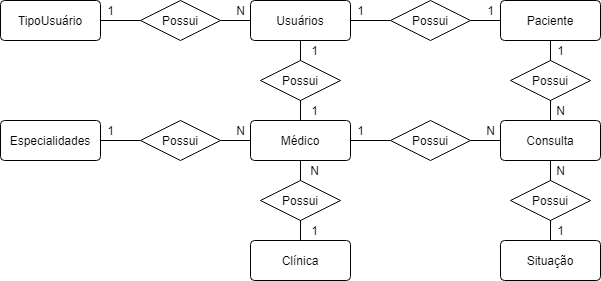 TipoUsuário 1 Possui N Usuários 1 Possui 1 Paciente
1 1
Possui Possui
1 N
Especialidades 1 Possui N Médico 1 Possui N Consulta
N N
Possui Possui
1 1
Clínica Situação